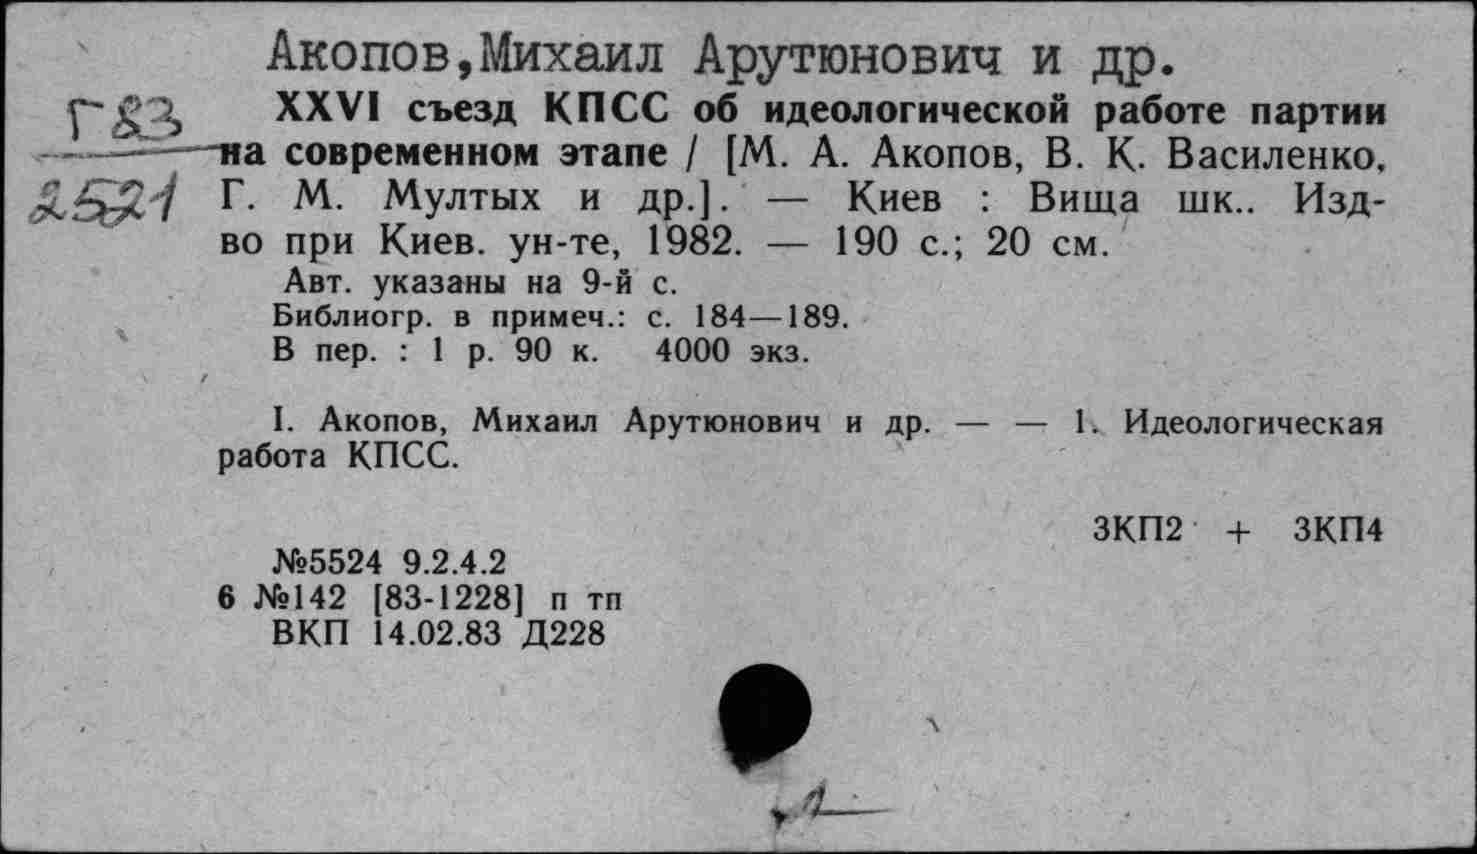 Акопов,Михаил Арутюнович и др.
Г83
2521
XXVI съезд КПСС об идеологической работе партии
на современном этапе / [М. А. Акопов, В. К. Василенко,
Г. М. Мултых и др.]. — Киев : Вища шк.. Изд-
во при Киев. ун-те, 1982. — 190 с.; 20 см.
Авт. указаны на 9-й с.
Библиогр. в примеч.: с. 184—189.
В пер. : 1 р. 90 к. 4000 экз.
I. Акопов, Михаил Арутюнович и др. — — 1. Идеологическая
работа КПСС.
3КП2 + 3КП4
№5524 9.2.4.2
6 №142 [83-1228] п тп
ВКП 14.02.83 Д228